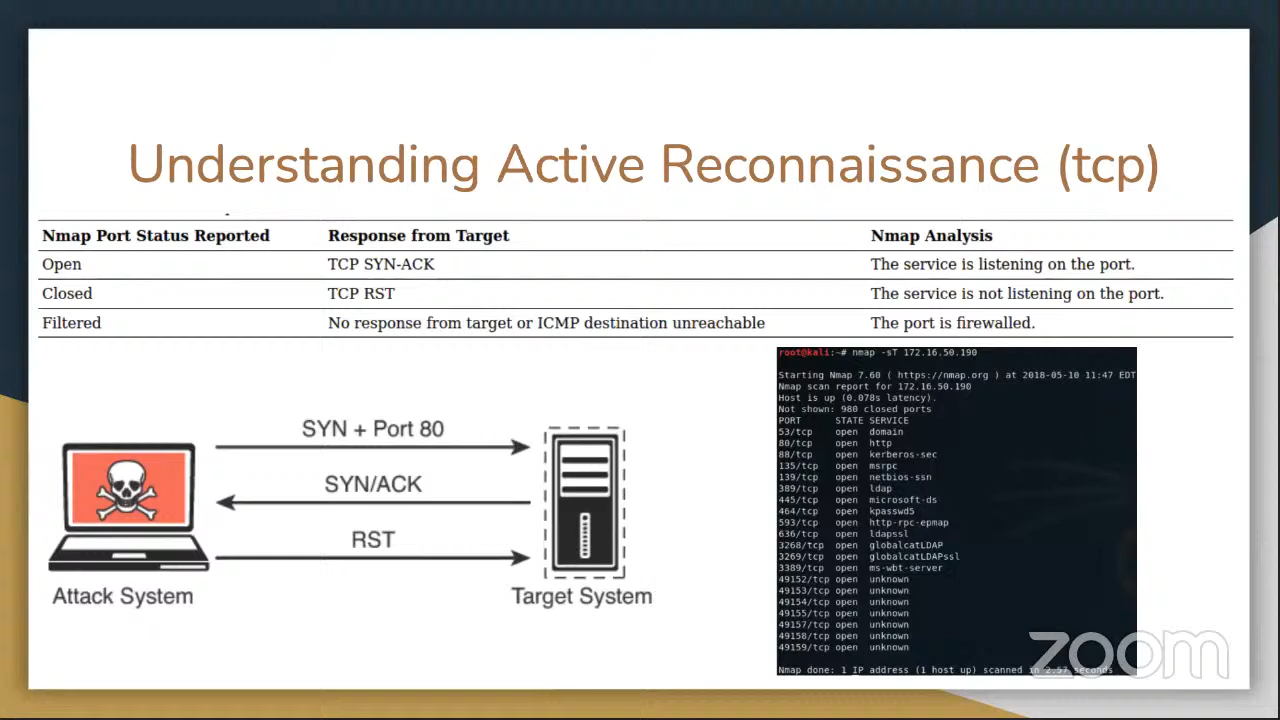 Understanding Active Reconnaissance (tcp)
Nmap Port Status Reported Response from Target Nmap Analysis
Open TCP SYN-ACK The service is listening on the port.
Closed TCP RST The service is not listening on the port.
Filtered No response from target or ICMP destination unreachable The port is firewalled.
SYN + Port 80
SYN/ACK
RST
Attack System
Target System
root@kali:~# nmap -sT 172.16.50.190
Starting Nmap 7.60 ( https://nmap.org ) at 2018-05-10 11:47 EDT
Nmap scan report for 172.16.50.190
Host is up (0.078s latency).
Not shown: 980 closed ports
PORT STATE SERVICE
53/tcp open domain
80/tcp open http
88/tcp open kerberos-sec
135/tcp open msrpc
139/tcp open netbios-ssn
389/tcp open ldap
445/tcp open microsoft-ds
464/tcp open kpasswd5
593/tcp open http-rpc-epmap
636/tcp open ldapssl
3268/tcp open globalcatLDAP
3269/tcp open globalcatLDAPssl
3389/tcp open ms-wbt-server
49152/tcp open unknown
49153/tcp open unknown
49154/tcp open unknown
49155/tcp open unknown
49157/tcp open unknown
49158/tcp open unknown
49159/tcp open unknown
Nmap done: 1 IP address (1 host up) scanned in 2.57 seconds
zoom